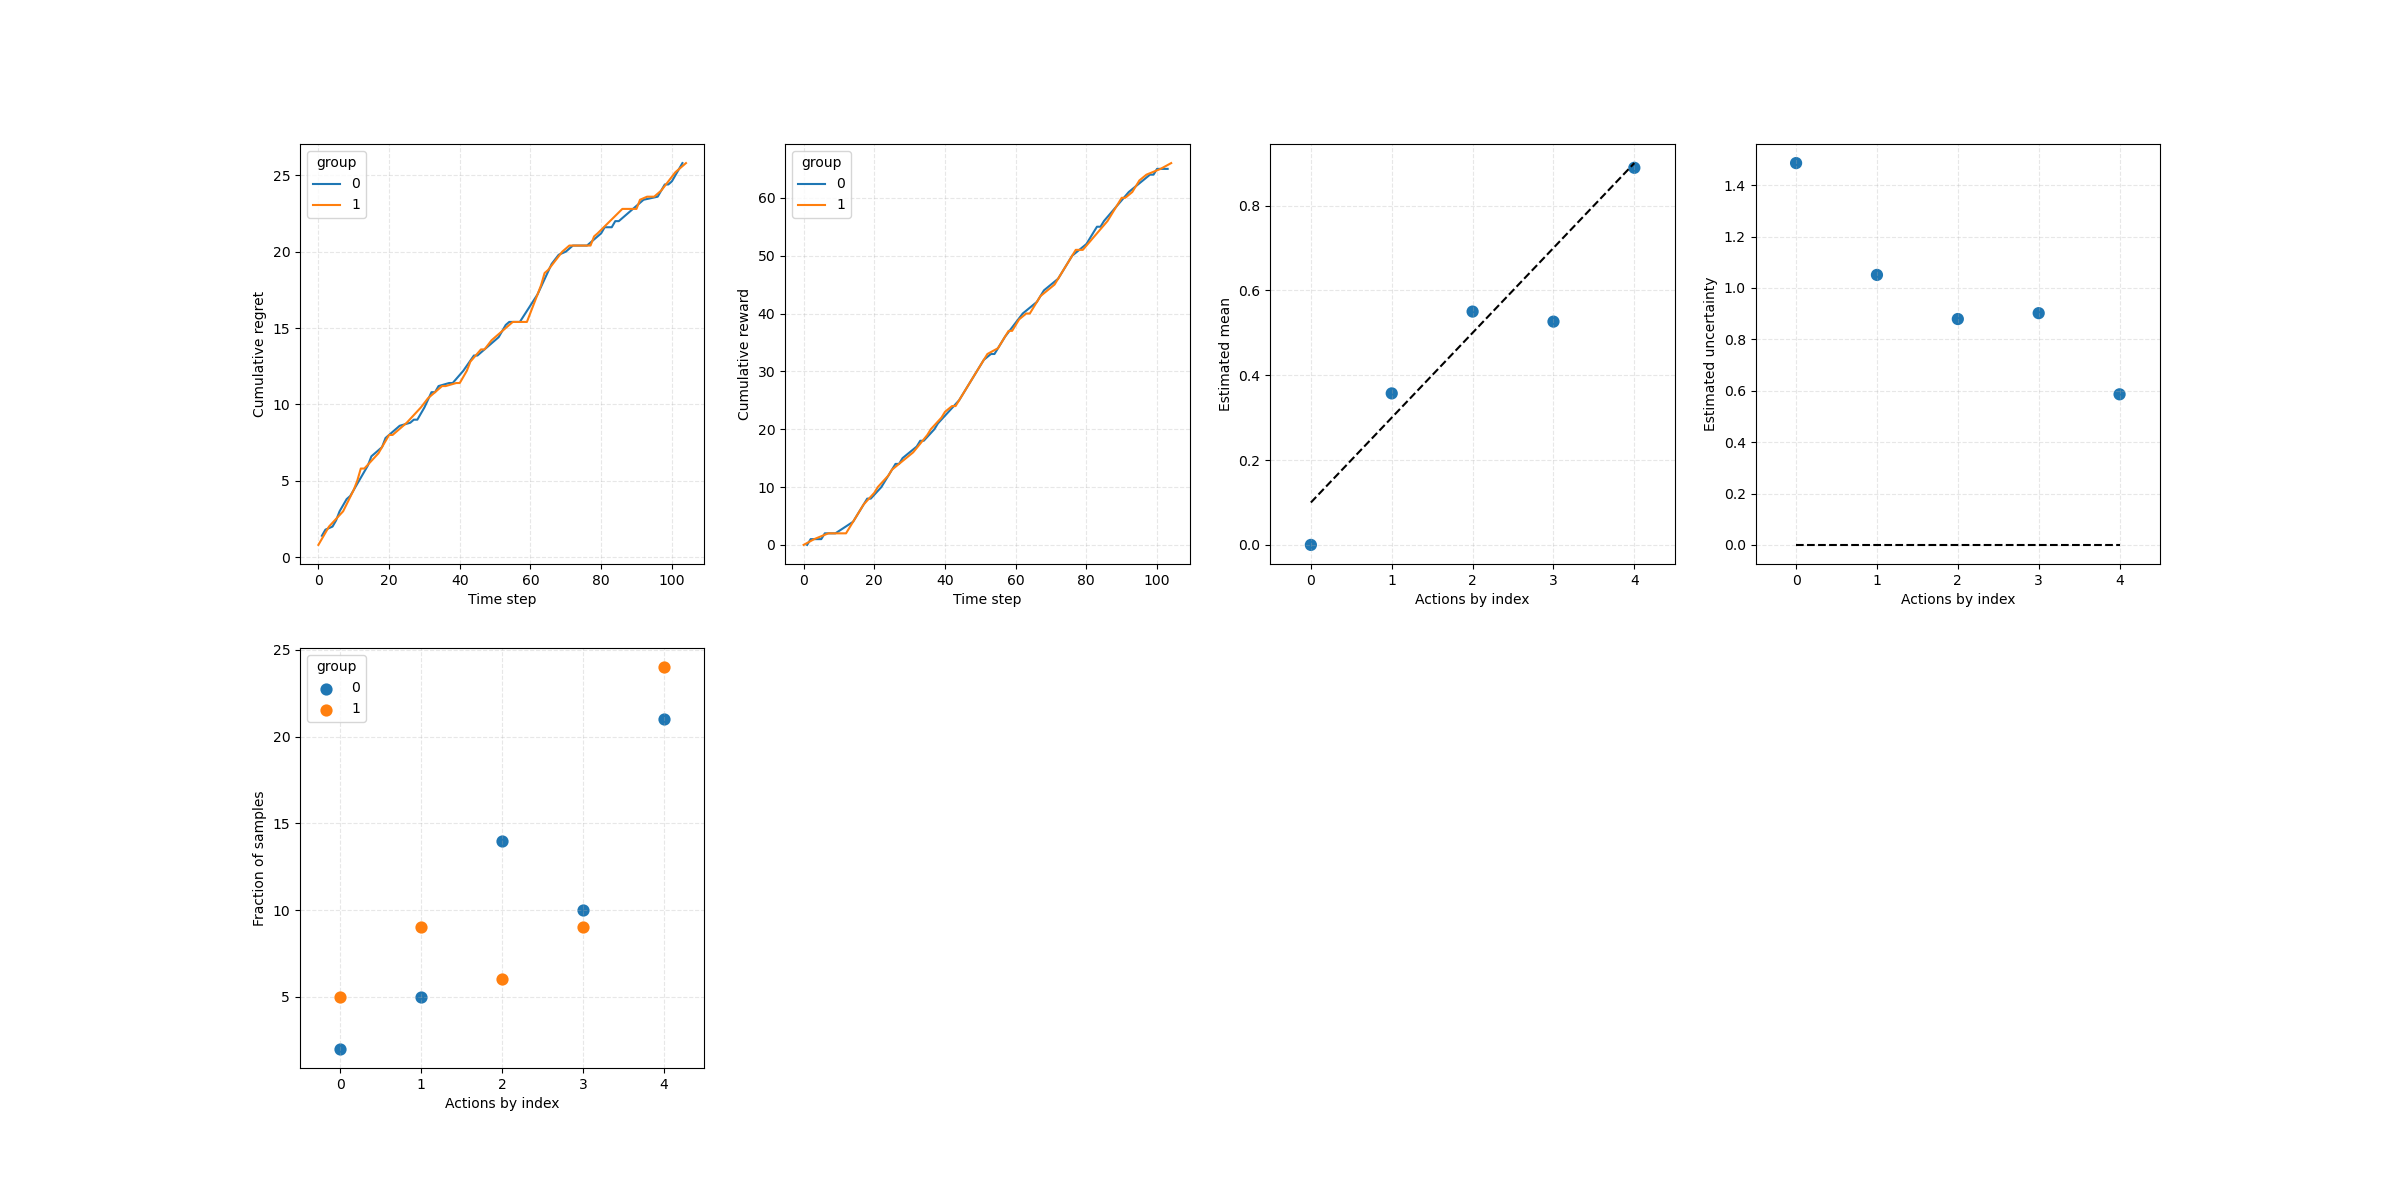 group
0
1
25
20
15
10
5
0
Cumulative regret
0 20 40 60 80 100
Time step
group
0
1
60
50
40
30
20
10
0
Cumulative reward
0 20 40 60 80 100
Time step
0.8
0.6
0.4
0.2
0.0
Estimated mean
0 1 2 3 4
Actions by index
1.4
1.2
1.0
0.8
0.6
0.4
0.2
0.0
Estimated uncertainty
0 1 2 3 4
Actions by index
group
0
1
25
20
15
10
5
Fraction of samples
0 1 2 3 4
Actions by index